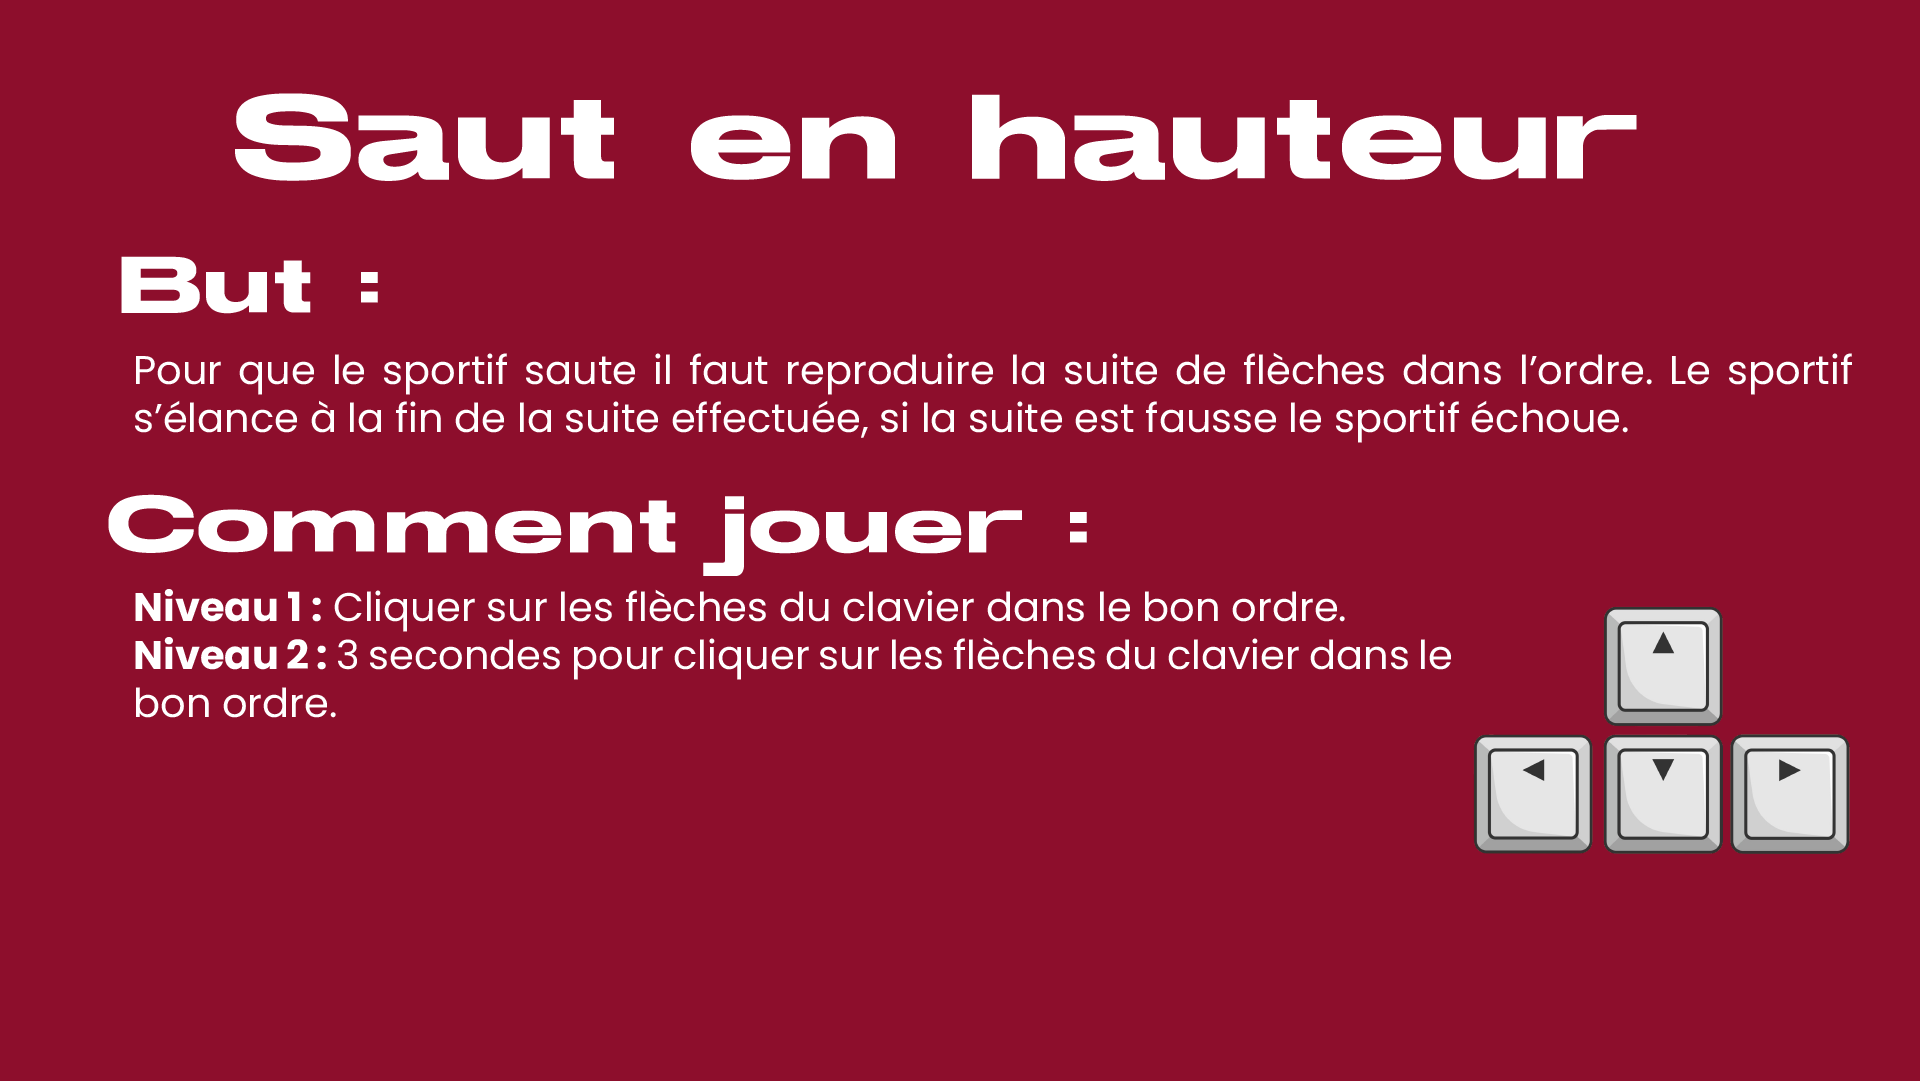 Saut en hauteur
But :
Pour que le sportif saute il faut reproduire la suite de flèches dans l’ordre. Le sportif
s’élance à la fin de la suite effectuée, si la suite est fausse le sportif échoue.
Comment jouer :
Niveau 1 : Cliquer sur les flèches du clavier dans le bon ordre.
Niveau 2 : 3 secondes pour cliquer sur les flèches du clavier dans le
bon ordre.